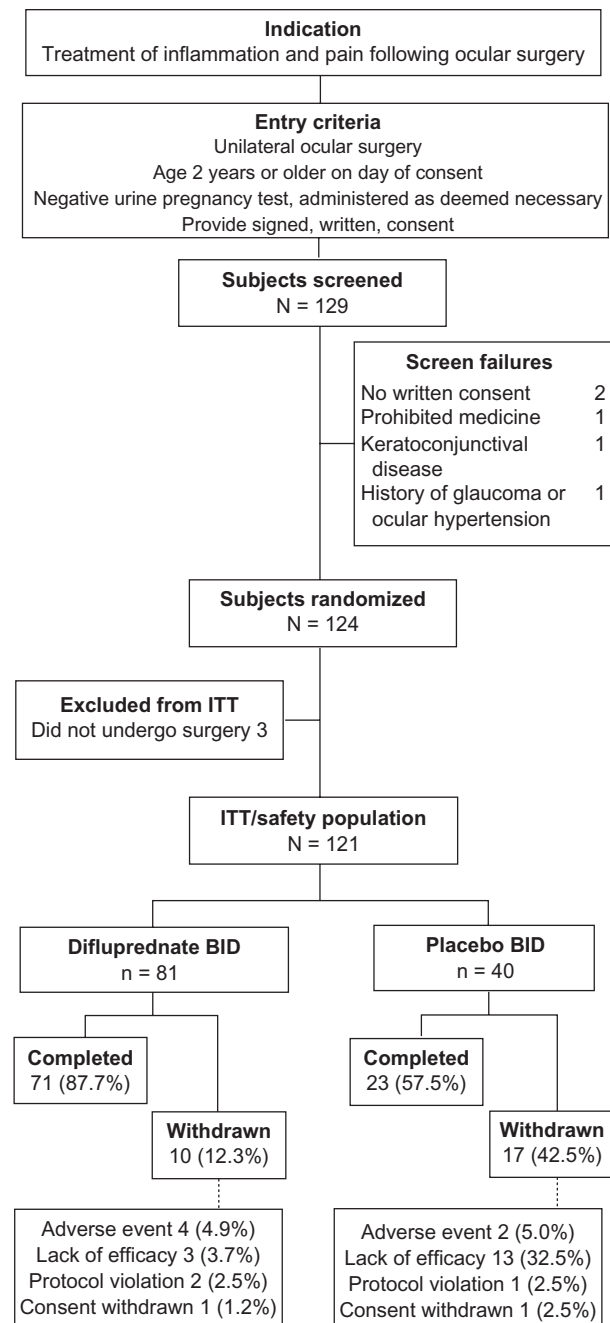 Indication
Treatment of inflammation and pain following ocular surgery
Entry criteria
Unilateral ocular surgery
Age 2 years or older on day of consent
Negative urine pregnancy test, administered as deemed necessary
Provide signed, written, consent
Subjects screened
N = 129
Screen failures
No written consent 2
Prohibited medicine 1
Keratoconjunctival 1
disease
History of glaucoma or 1
ocular hypertension
Subjects randomized
N = 124
Excluded from ITT
Did not undergo surgery 3
ITT/safety population
N = 121
Difluprednate BID
n = 81
Placebo BID
n = 40
Completed
71 (87.7%)
Withdrawn
10 (12.3%)
Completed
23 (57.5%)
Withdrawn
17 (42.5%)
Adverse event 4 (4.9%)
Lack of efficacy 3 (3.7%)
Protocol violation 2 (2.5%)
Consent withdrawn 1 (1.2%)
Adverse event 2 (5.0%)
Lack of efficacy 13 (32.5%)
Protocol violation 1 (2.5%)
Consent withdrawn 1 (2.5%)